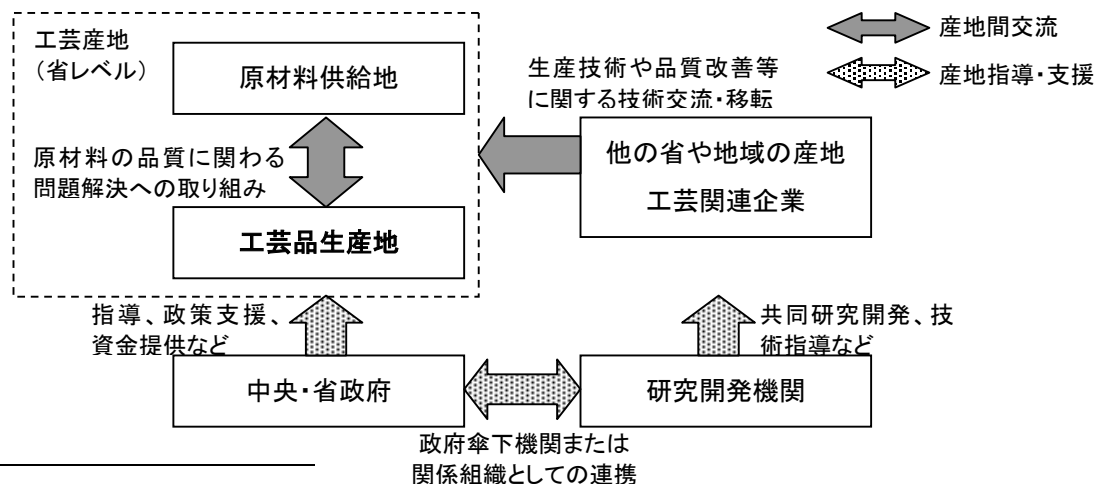 工芸産地
（省レベル）
原材料供給地
原材料の品質に関わる
問題解決への取り組み
工芸品生産地
生産技術や品質改善等
に関する技術交流・移転
他の省や地域の産地
工芸関連企業
産地間交流
産地指導・支援
指導、政策支援、
資金提供など
共同研究開発、技
術指導など
中央・省政府
研究開発機関
政府傘下機関または
関係組織としての連携